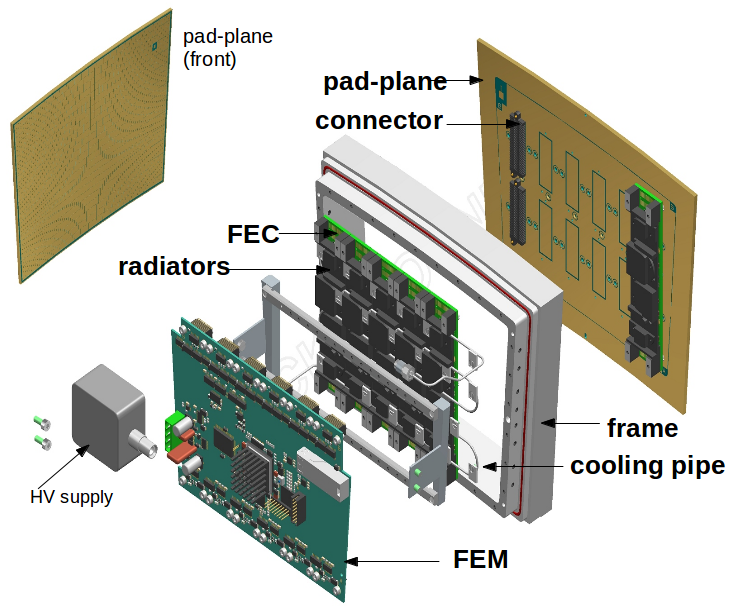 pad-plane
(front)
pad-plane
connector
FEC
radiators
frame
cooling pipe
HV supply
FEM